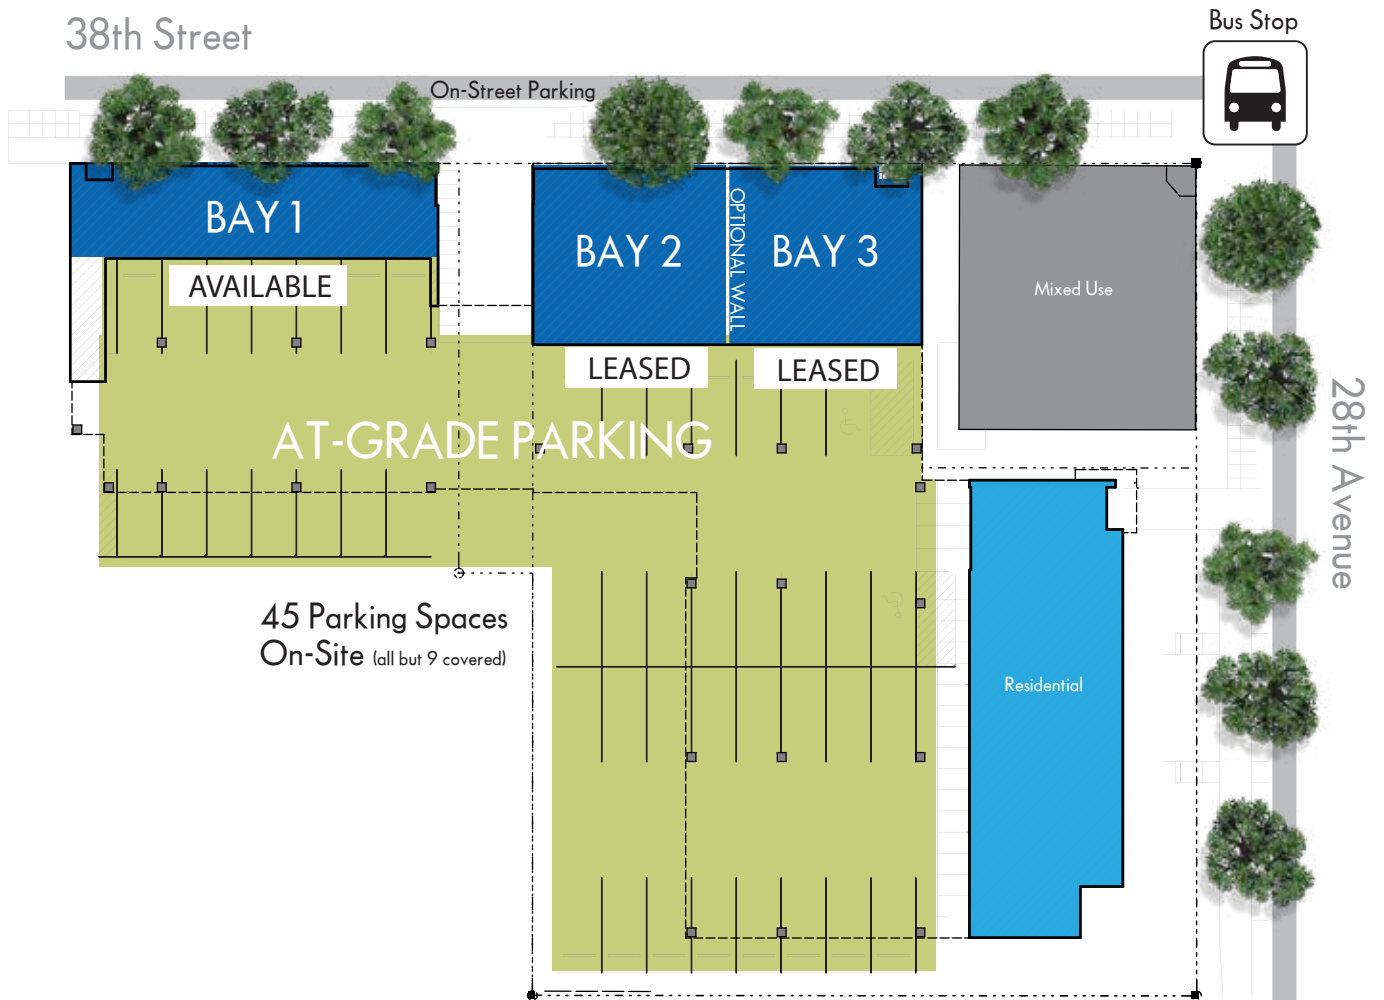 38th Street
Bus Stop
On-Street Parking
BAY 1
BAY 2
OPTIONAL WALL
BAY 3
Mixed Use
AVAILABLE
LEASED
LEASED
28th Avenue
AT-GRADE PARKING
45 Parking Spaces
On-Site (all but 9 covered)
Residential